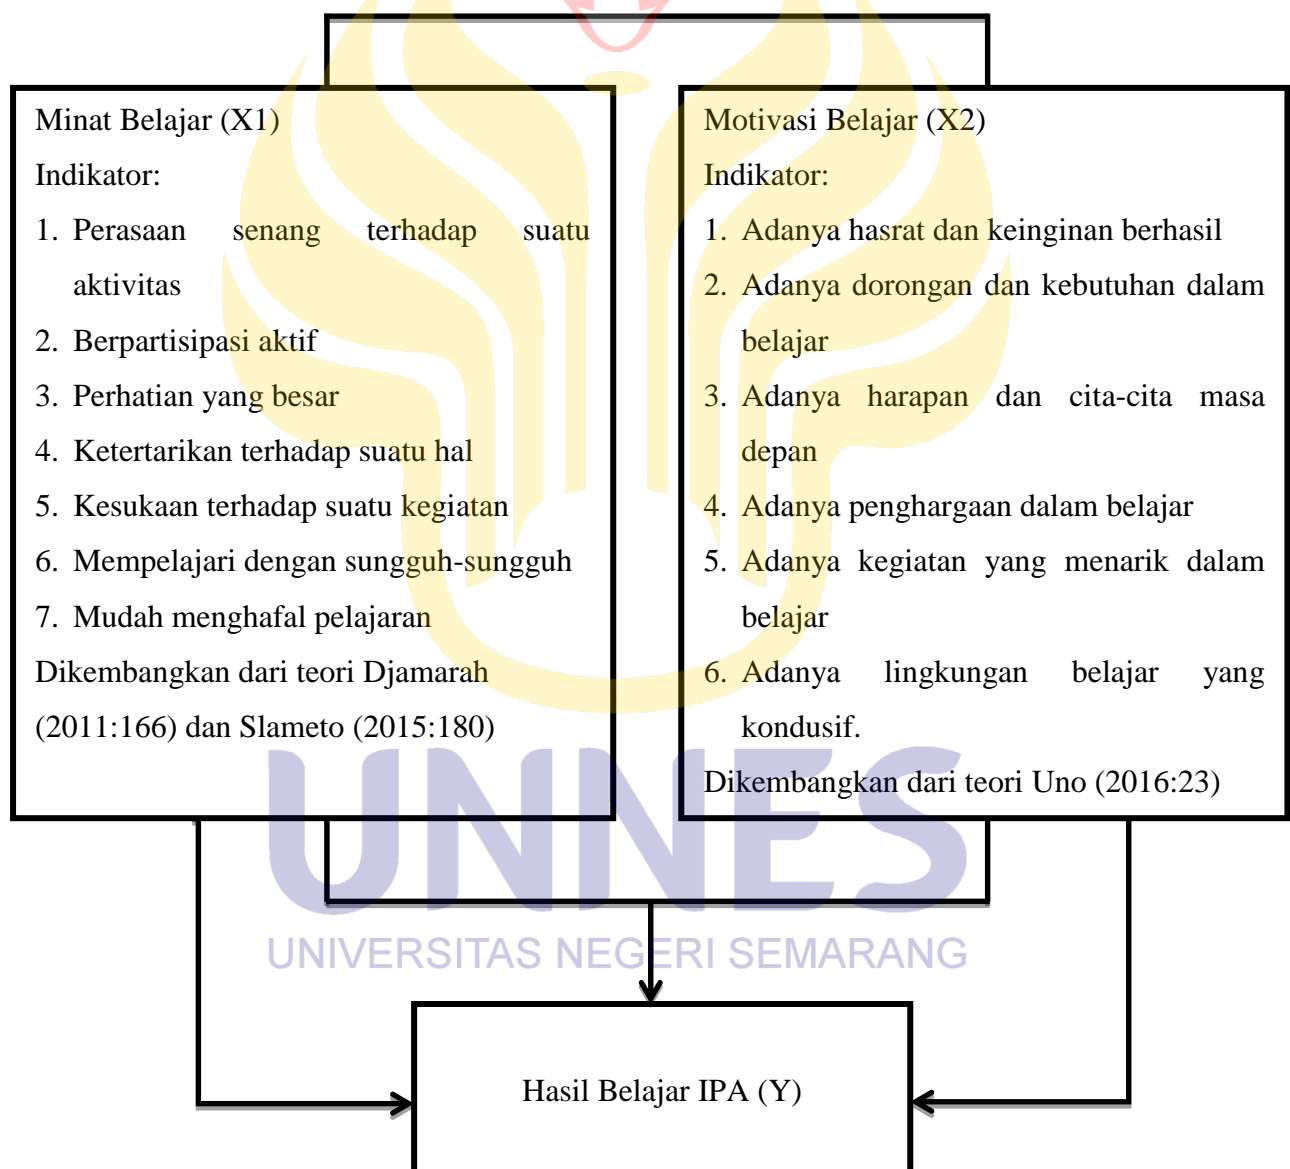 Minat Belajar (X1)
Indikator:
1. Perasaan senang terhadap suatu
aktivitas
2. Berpartisipasi aktif
3. Perhatian yang besar
4. Ketertarikan terhadap suatu hal
5. Kesukaan terhadap suatu kegiatan
6. Mempelajari dengan sungguh-sungguh
7. Mudah menghafal pelajaran
Dikembangkan dari teori Djamarah
(2011:166) dan Slameto (2015:180)
Motivasi Belajar (X2)
Indikator:
1. Adanya hasrat dan keinginan berhasil
2. Adanya dorongan dan kebutuhan dalam
belajar
3. Adanya harapan dan cita-cita masa
depan
4. Adanya penghargaan dalam belajar
5. Adanya kegiatan yang menarik dalam
belajar
6. Adanya lingkungan belajar yang
kondusif.
Dikembangkan dari teori Uno (2016:23)
UNNES
UNIVERSITAS NEGERI SEMARANG
Hasil Belajar IPA (Y)